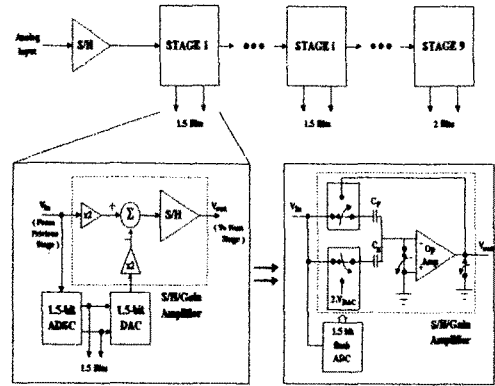 Analog
Input
S/H
STAGE 1
STAGE i
STAGE 9
1.5 Bits
1.5 Bits
2 Bits
Vin
( From
Previous
Stage )
x2
+
Σ
−
S/H
Vout
( To Next
Stage )
x2
1.5-bit
ADSC
1.5-bit
DAC
S/H/Gain
Amplifier
1.5 Bits
Vin
CF
CS
2.VDAC
-
Op
Amp
+
Vout
1.5 bit
Flash
ADC
S/H/Gain
Amplifier